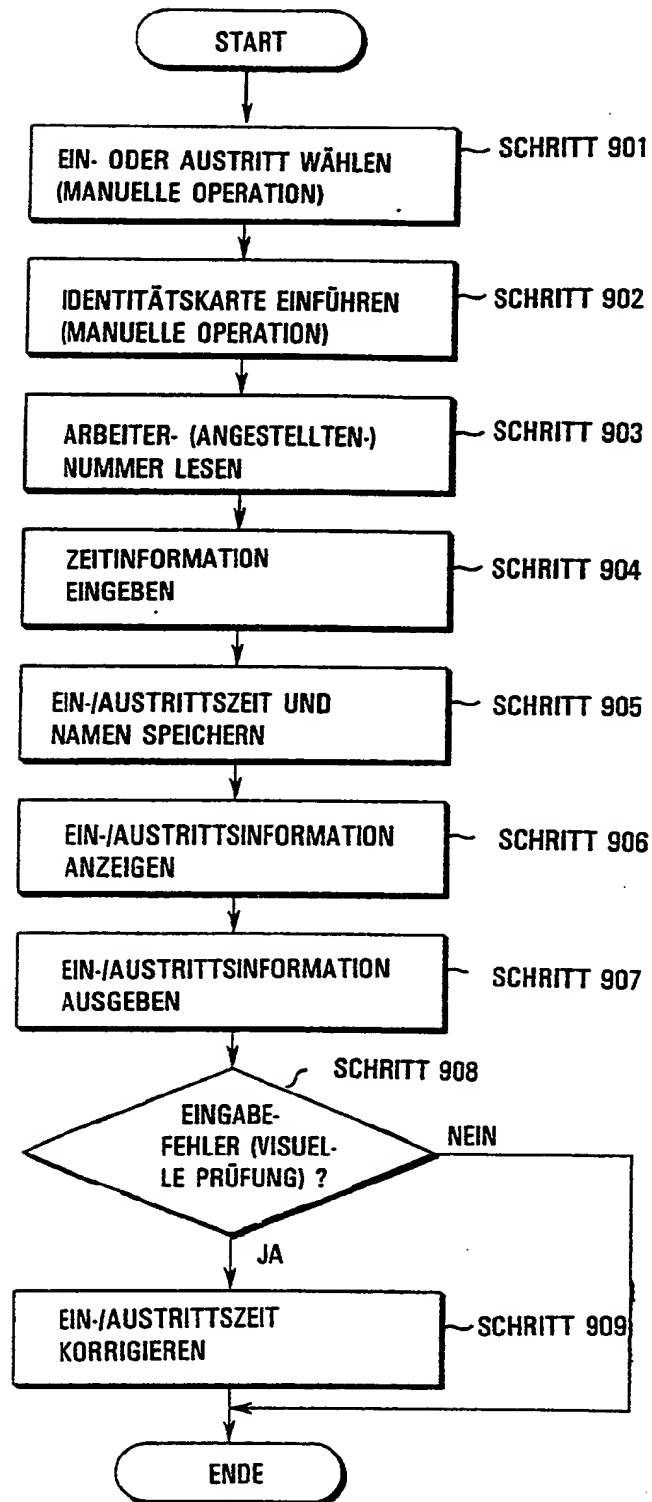 START
EIN- ODER AUSTRITT WÄHLEN
(MANUELLE OPERATION)
SCHRITT 901
IDENTITÄTSKARTE EINFÜHREN
(MANUELLE OPERATION)
SCHRITT 902
ARBEITER- (ANGESTELLTEN-)
NUMMER LESEN
SCHRITT 903
ZEITINFORMATION
EINGEBEN
SCHRITT 904
EIN-/AUSTRITTSZEIT UND
NAMEN SPEICHERN
SCHRITT 905
EIN-/AUSTRITTSINFORMATION
ANZEIGEN
SCHRITT 906
EIN-/AUSTRITTSINFORMATION
AUSGEBEN
SCHRITT 907
SCHRITT 908
EINGABE-
FEHLER (VISUEL-
LE PRÜFUNG) ?
NEIN
JA
EIN-/AUSTRITTSZEIT
KORRIGIEREN
SCHRITT 909
ENDE